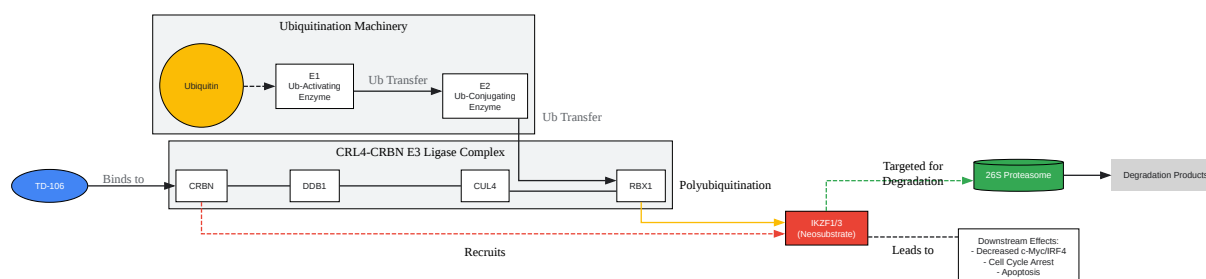 Ubiquitination Machinery
Ubiquitin
E1
Ub-Activating
Enzyme
Ub Transfer
E2
Ub-Conjugating
Enzyme
Ub Transfer
CRL4-CRBN E3 Ligase Complex
TD-106
Binds to
CRBN
DDB1
CUL4
RBX1
Polyubiquitination
Targeted for
Degradation
26S Proteasome
Degradation Products
IKZF1/3
(Neosubstrate)
Recruits
Leads to
Downstream Effects:
- Decreased c-Myc/IRF4
- Cell Cycle Arrest
- Apoptosis